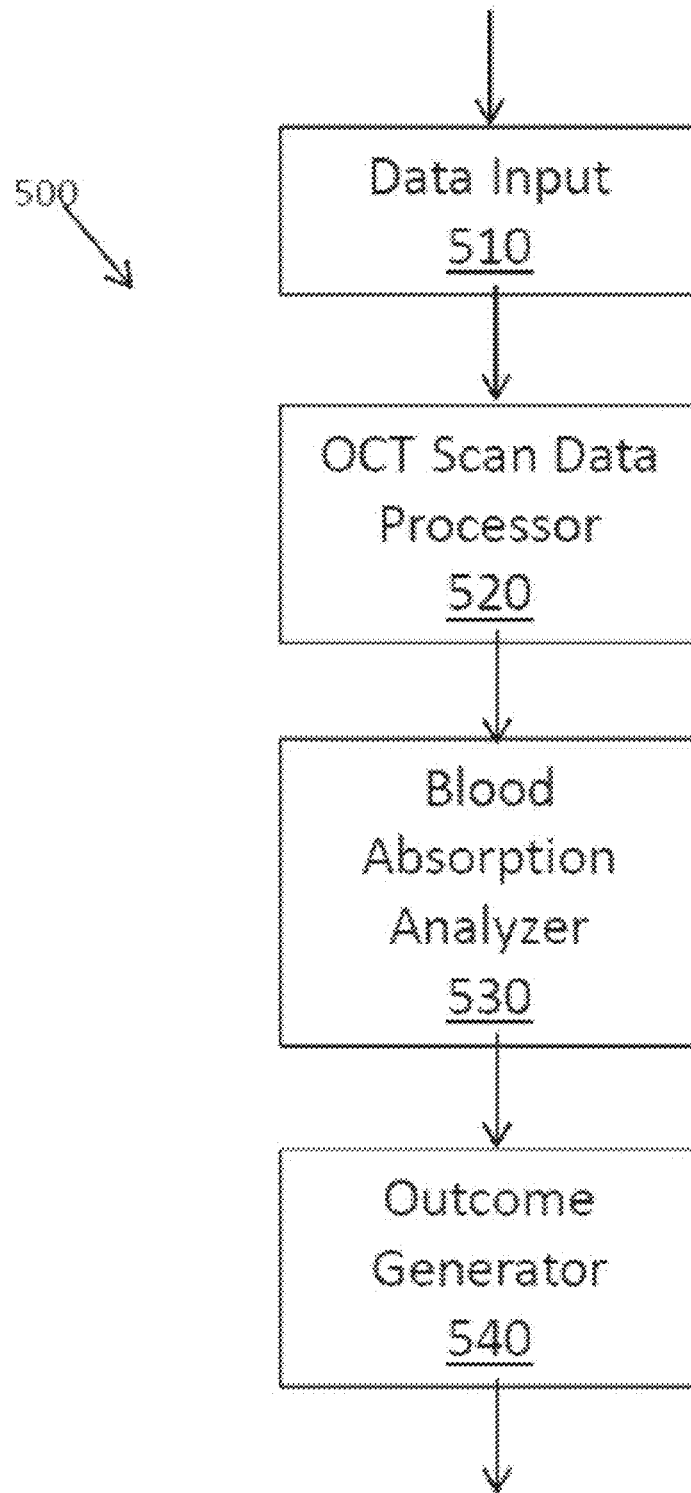 500
Data Input
510
OCT Scan Data
Processor
520
Blood
Absorption
Analyzer
530
Outcome
Generator
540